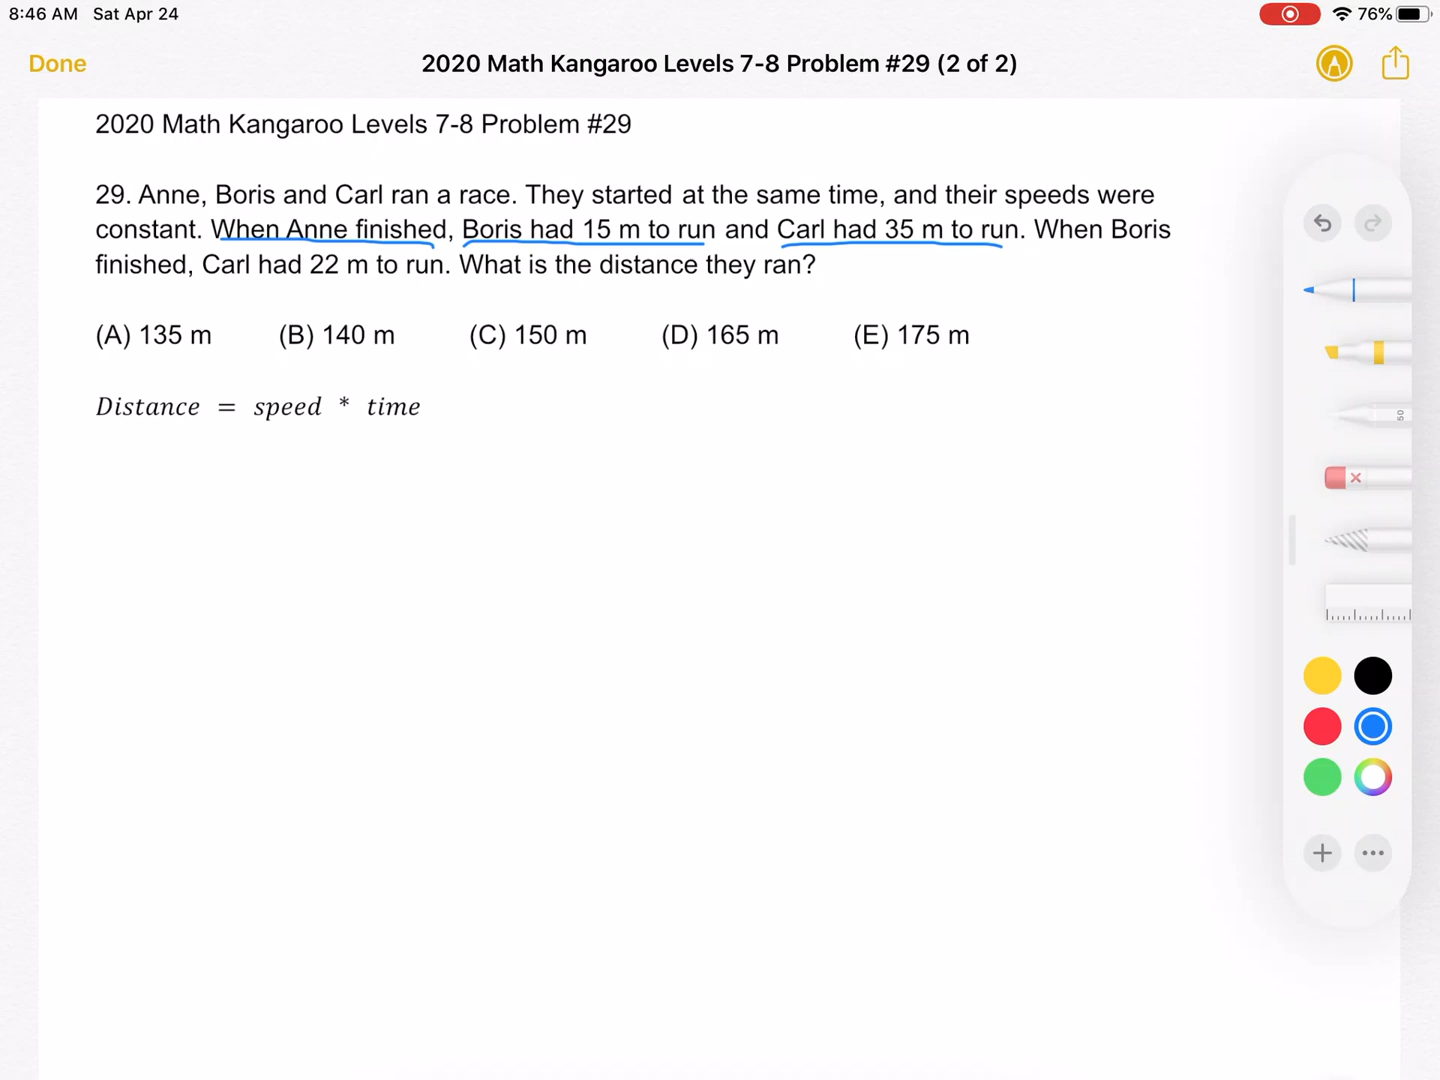 8:46 AM Sat Apr 24
76%
Done
2020 Math Kangaroo Levels 7-8 Problem #29 (2 of 2)
2020 Math Kangaroo Levels 7-8 Problem #29
29. Anne, Boris and Carl ran a race. They started at the same time, and their speeds were
constant. When Anne finished, Boris had 15 m to run and Carl had 35 m to run. When Boris
finished, Carl had 22 m to run. What is the distance they ran?
(A) 135 m (B) 140 m (C) 150 m (D) 165 m (E) 175 m
Distance = speed * time
50